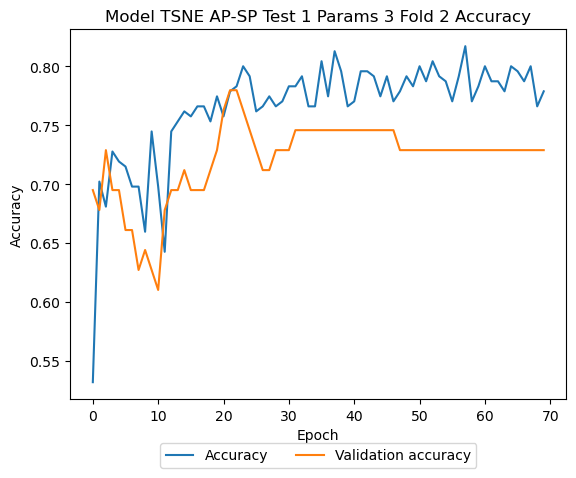 Model TSNE AP-SP Test 1 Params 3 Fold 2 Accuracy
0.80
0.75
0.70
0.65
0.60
0.55
Accuracy
0 10 20 30 40 50 60 70
Epoch
Accuracy Validation accuracy